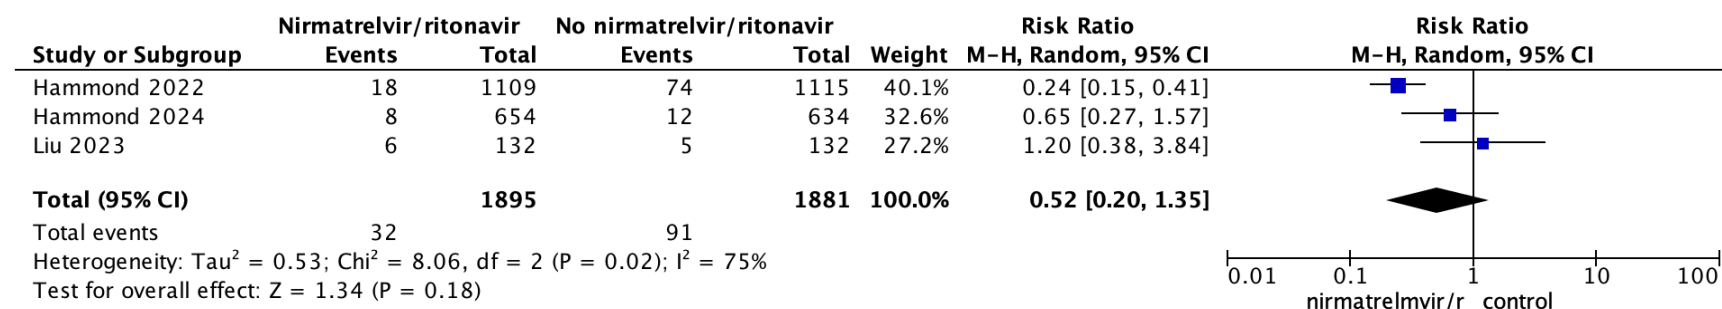 Nirmatrelvir/ritonavir No nirmatrelvir/ritonavir Risk Ratio Risk Ratio
Study or Subgroup Events Total Events Total Weight M-H, Random, 95% CI M-H, Random, 95% CI
Hammond 2022 18 1109 74 1115 40.1% 0.24 [0.15, 0.41]
Hammond 2024 8 654 12 634 32.6% 0.65 [0.27, 1.57]
Liu 2023 6 132 5 132 27.2% 1.20 [0.38, 3.84]
Total (95% CI) 1895 1881 100.0% 0.52 [0.20, 1.35]
Total events 32 91
Heterogeneity: Tau² = 0.53; Chi² = 8.06, df = 2 (P = 0.02); I² = 75%
Test for overall effect: Z = 1.34 (P = 0.18)
0.01 0.1 1 10 100
nirmatrelmvir/r control